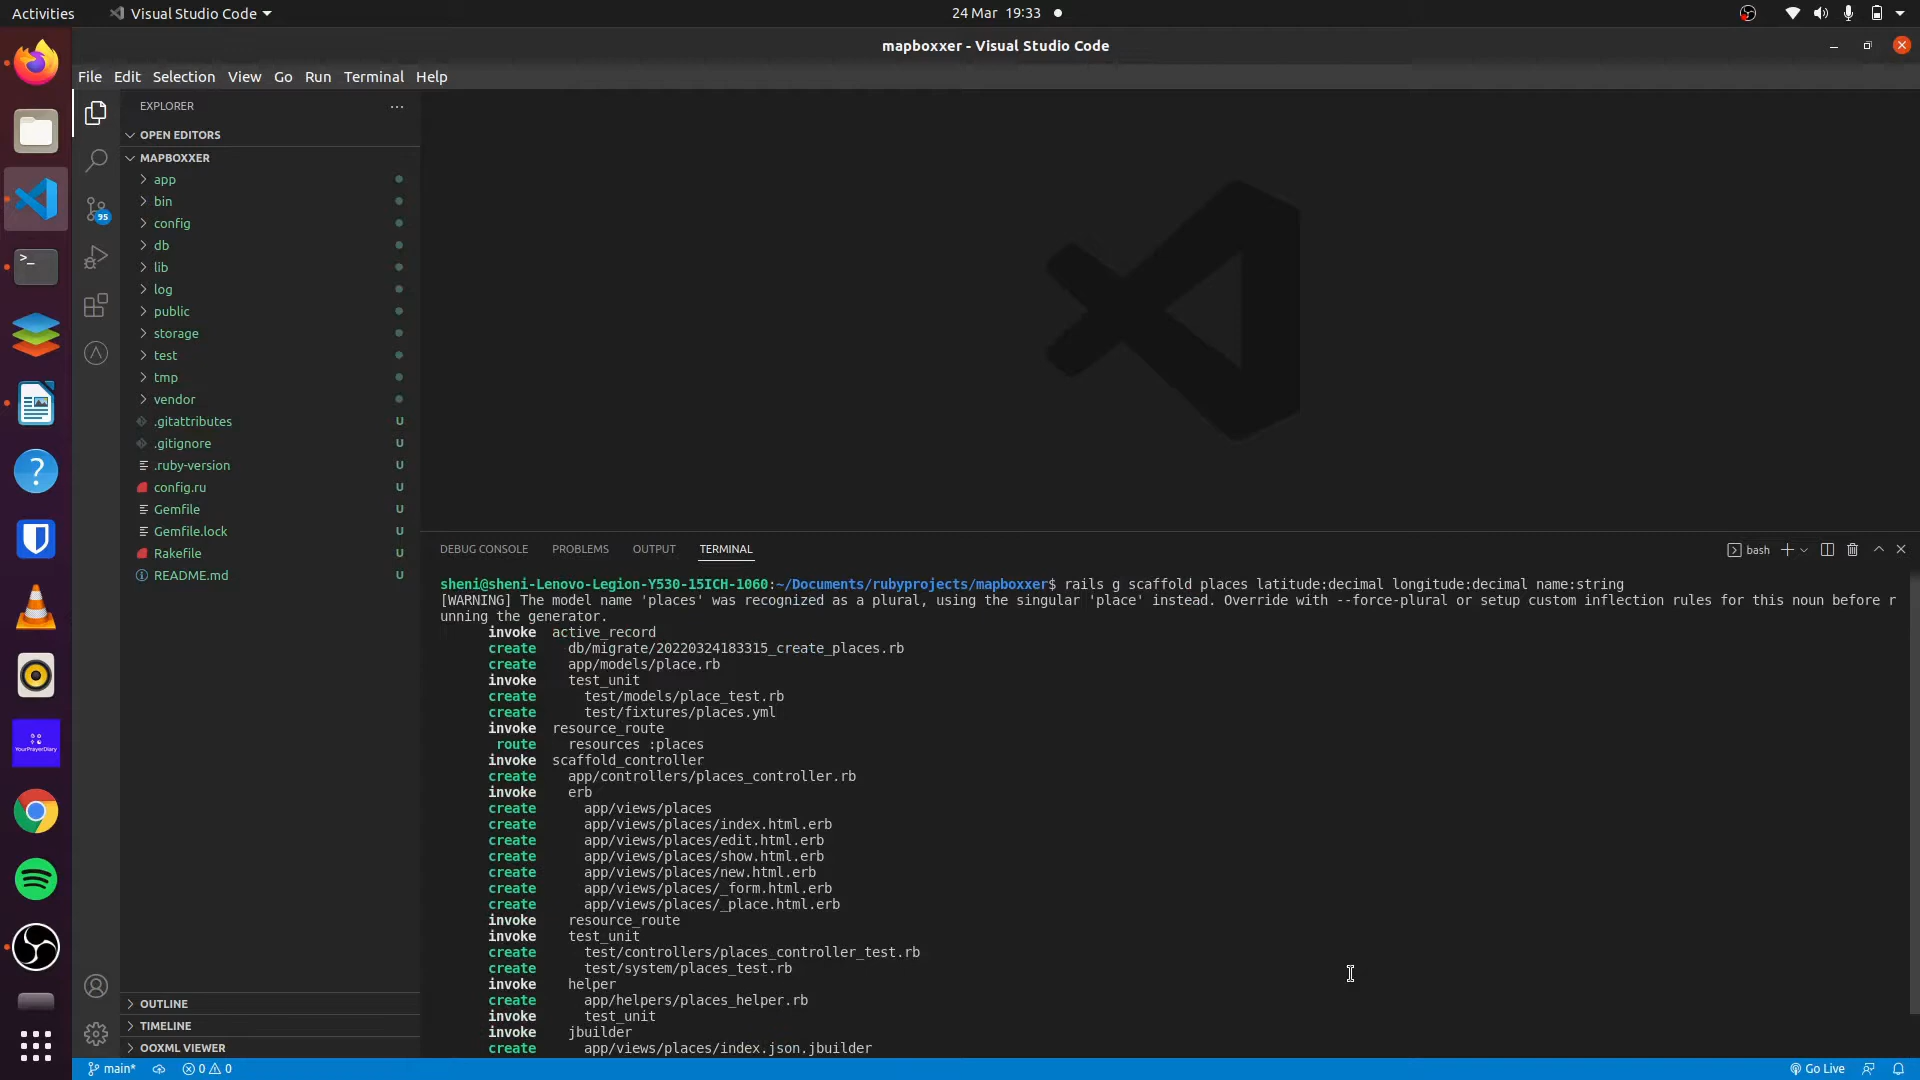 Activities
Visual Studio Code
24 Mar 19:33
mapboxxer - Visual Studio Code
File Edit Selection View Go Run Terminal Help
EXPLORER
OPEN EDITORS
MAPBOXXER
app
bin
config
db
lib
log
public
storage
test
tmp
vendor
.gitattributes U
.gitignore U
.ruby-version U
config.ru U
Gemfile U
Gemfile.lock U
Rakefile U
README.md U
OUTLINE
TIMELINE
OOXML VIEWER
95
YourPrayerDiary
DEBUG CONSOLE PROBLEMS OUTPUT TERMINAL
bash
sheni@sheni-Lenovo-Legion-Y530-15ICH-1060:~/Documents/rubyprojects/mapboxxer$ rails g scaffold places latitude:decimal longitude:decimal name:string
[WARNING] The model name 'places' was recognized as a plural, using the singular 'place' instead. Override with --force-plural or setup custom inflection rules for this noun before r
unning the generator.
invoke active_record
create db/migrate/20220324183315_create_places.rb
create app/models/place.rb
invoke test_unit
create test/models/place_test.rb
create test/fixtures/places.yml
invoke resource_route
route resources :places
invoke scaffold_controller
create app/controllers/places_controller.rb
invoke erb
create app/views/places
create app/views/places/index.html.erb
create app/views/places/edit.html.erb
create app/views/places/show.html.erb
create app/views/places/new.html.erb
create app/views/places/_form.html.erb
create app/views/places/_place.html.erb
invoke resource_route
invoke test_unit
create test/controllers/places_controller_test.rb
create test/system/places_test.rb
invoke helper
create app/helpers/places_helper.rb
invoke test_unit
invoke jbuilder
create app/views/places/index.json.jbuilder
main* 0 0
Go Live